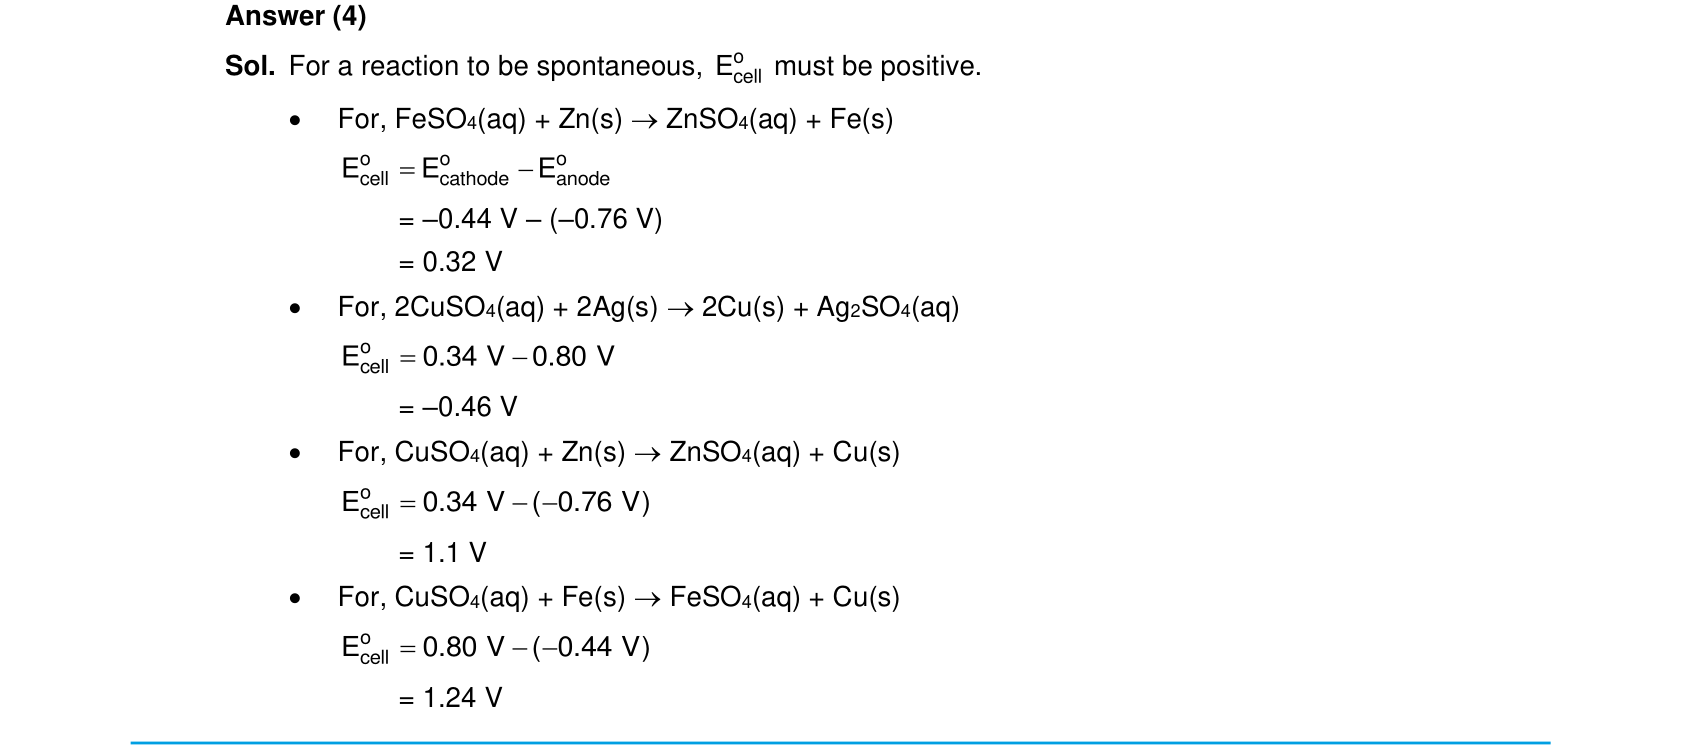 Answer (4)
Sol. For a reaction to be spontaneous, E°cell must be positive.
• For, FeSO₄(aq) + Zn(s) → ZnSO₄(aq) + Fe(s)
E°cell = E°cathode – E°anode
= –0.44 V – (–0.76 V)
= 0.32 V
• For, 2CuSO₄(aq) + 2Ag(s) → 2Cu(s) + Ag₂SO₄(aq)
E°cell = 0.34 V – 0.80 V
= –0.46 V
• For, CuSO₄(aq) + Zn(s) → ZnSO₄(aq) + Cu(s)
E°cell = 0.34 V – (–0.76 V)
= 1.1 V
• For, CuSO₄(aq) + Fe(s) → FeSO₄(aq) + Cu(s)
E°cell = 0.80 V – (–0.44 V)
= 1.24 V